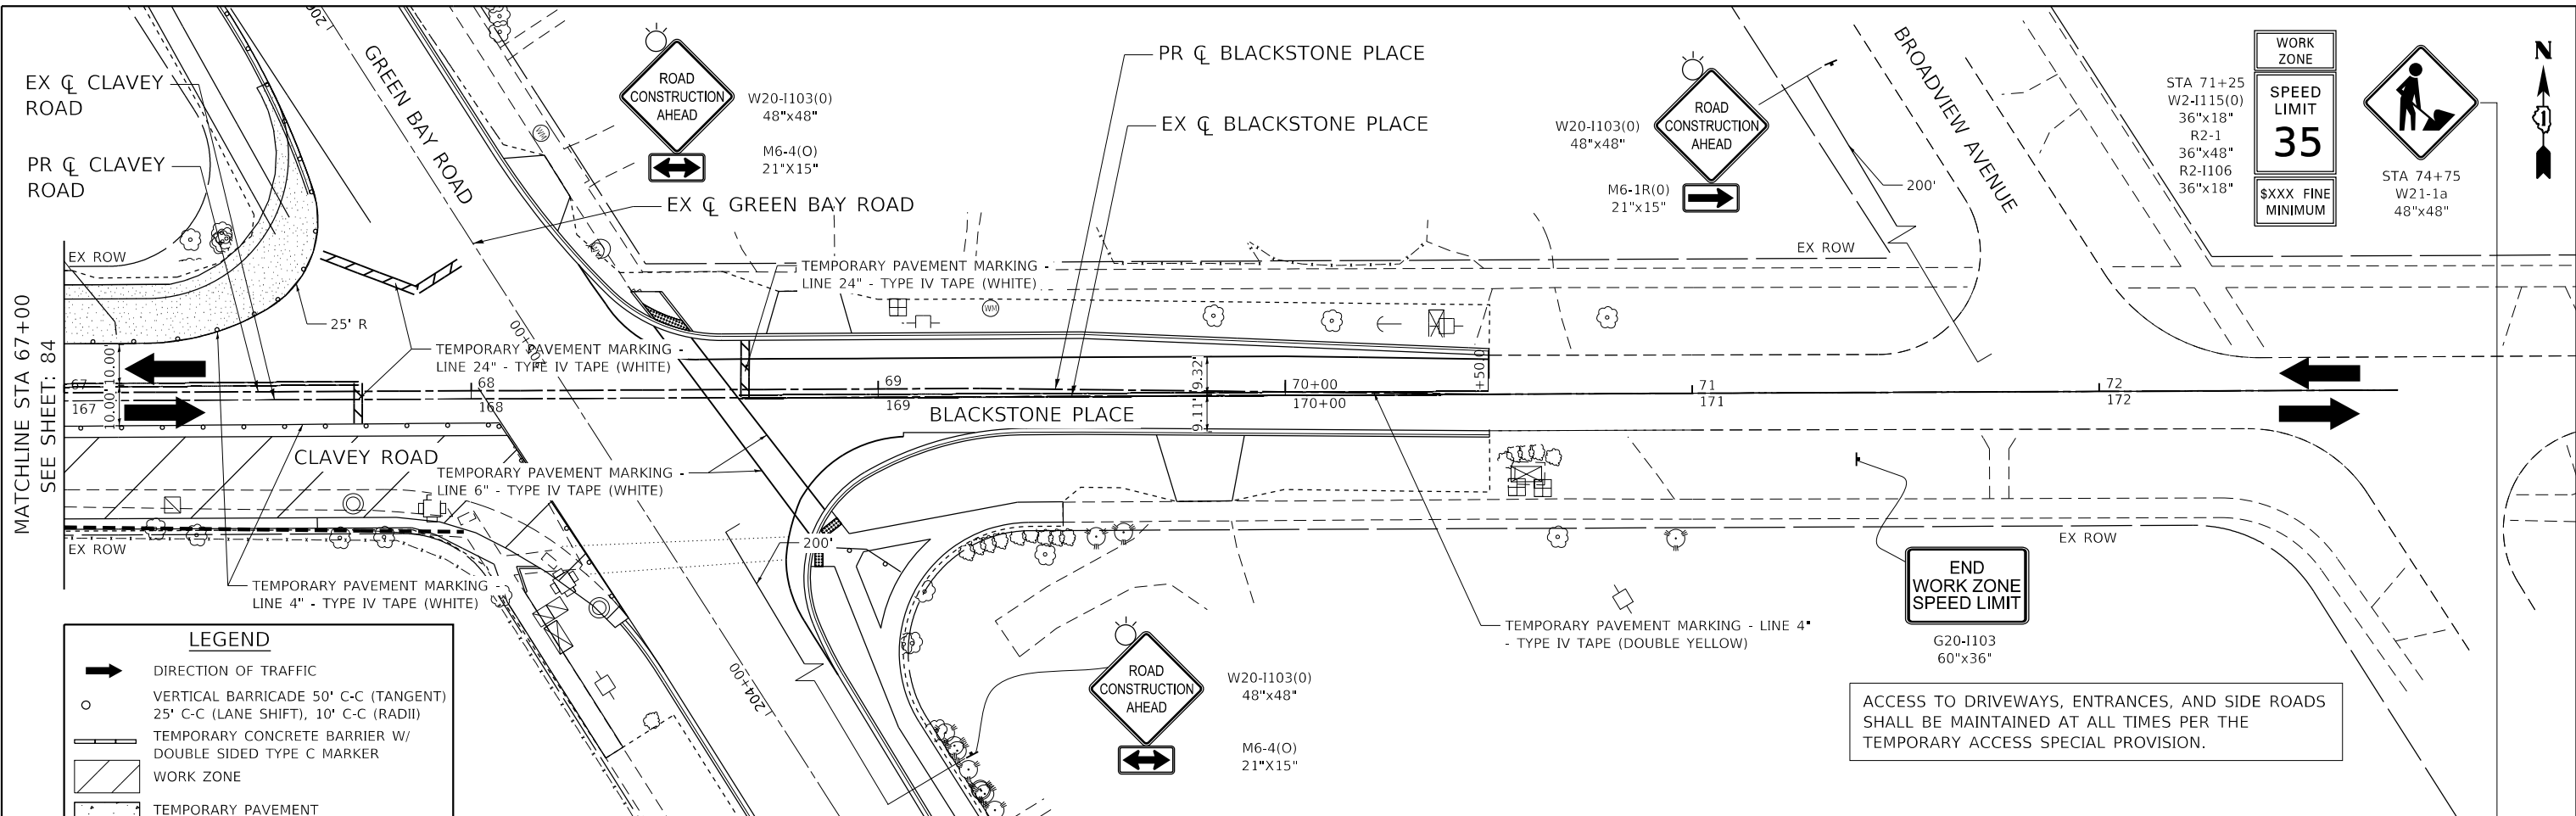 EX ℄ CLAVEY
ROAD
PR ℄ CLAVEY
ROAD
206
GREEN BAY ROAD
ROAD
CONSTRUCTION
AHEAD
W20-I103(0)
48"x48"
M6-4(O)
21"X15"
WM
EX ℄ GREEN BAY ROAD
PR ℄ BLACKSTONE PLACE
EX ℄ BLACKSTONE PLACE
W20-I103(0)
48"x48"
ROAD
CONSTRUCTION
AHEAD
M6-1R(0)
21"x15"
200'
BROADVIEW AVENUE
STA 71+25
W2-I115(0)
36"x18"
R2-1
36"x48"
R2-I106
36"x18"
WORK
ZONE
SPEED
LIMIT
35
$XXX FINE
MINIMUM
STA 74+75
W21-1a
48"x48"
N
1
MATCHLINE STA 67+00
SEE SHEET: 84
EX ROW
25' R
10.00'
10.00'
67
167
68
168
205+00
TEMPORARY PAVEMENT MARKING -
LINE 24" - TYPE IV TAPE (WHITE)
TEMPORARY PAVEMENT MARKING -
LINE 24" - TYPE IV TAPE (WHITE)
WM
EX ROW
69
169
9.32'
9.11'
70+00
170+00
+50.0
71
171
72
172
BLACKSTONE PLACE
CLAVEY ROAD
TEMPORARY PAVEMENT MARKING -
LINE 6" - TYPE IV TAPE (WHITE)
EX ROW
200'
TEMPORARY PAVEMENT MARKING -
LINE 4" - TYPE IV TAPE (WHITE)
204+00
EX ROW
TEMPORARY PAVEMENT MARKING - LINE 4"
- TYPE IV TAPE (DOUBLE YELLOW)
END
WORK ZONE
SPEED LIMIT
G20-I103
60"x36"
ROAD
CONSTRUCTION
AHEAD
W20-I103(0)
48"x48"
M6-4(O)
21"X15"
ACCESS TO DRIVEWAYS, ENTRANCES, AND SIDE ROADS
SHALL BE MAINTAINED AT ALL TIMES PER THE
TEMPORARY ACCESS SPECIAL PROVISION.
LEGEND
DIRECTION OF TRAFFIC
VERTICAL BARRICADE 50' C-C (TANGENT)
25' C-C (LANE SHIFT), 10' C-C (RADII)
TEMPORARY CONCRETE BARRIER W/
DOUBLE SIDED TYPE C MARKER
WORK ZONE
TEMPORARY PAVEMENT